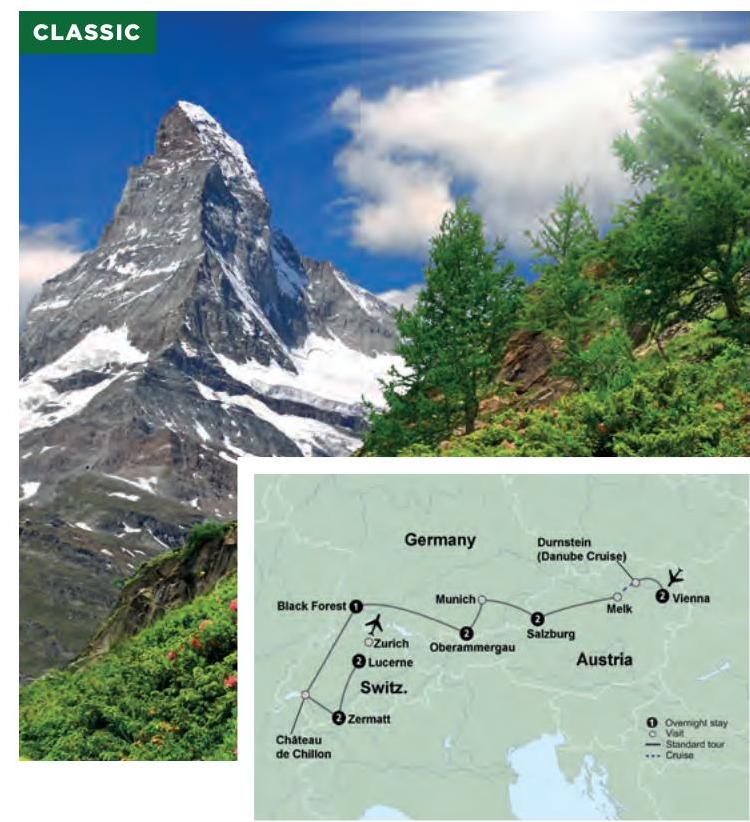 CLASSIC
Germany
Durnstein
(Danube Cruise)
Black Forest 1
Munich
2 Vienna
Melk
2
Oberammergau
2
Salzburg
Zurich
2 Lucerne
Austria
Switz.
2 Zermatt
Château
de Chillon
1 Overnight stay
Visit
Standard tour
Cruise